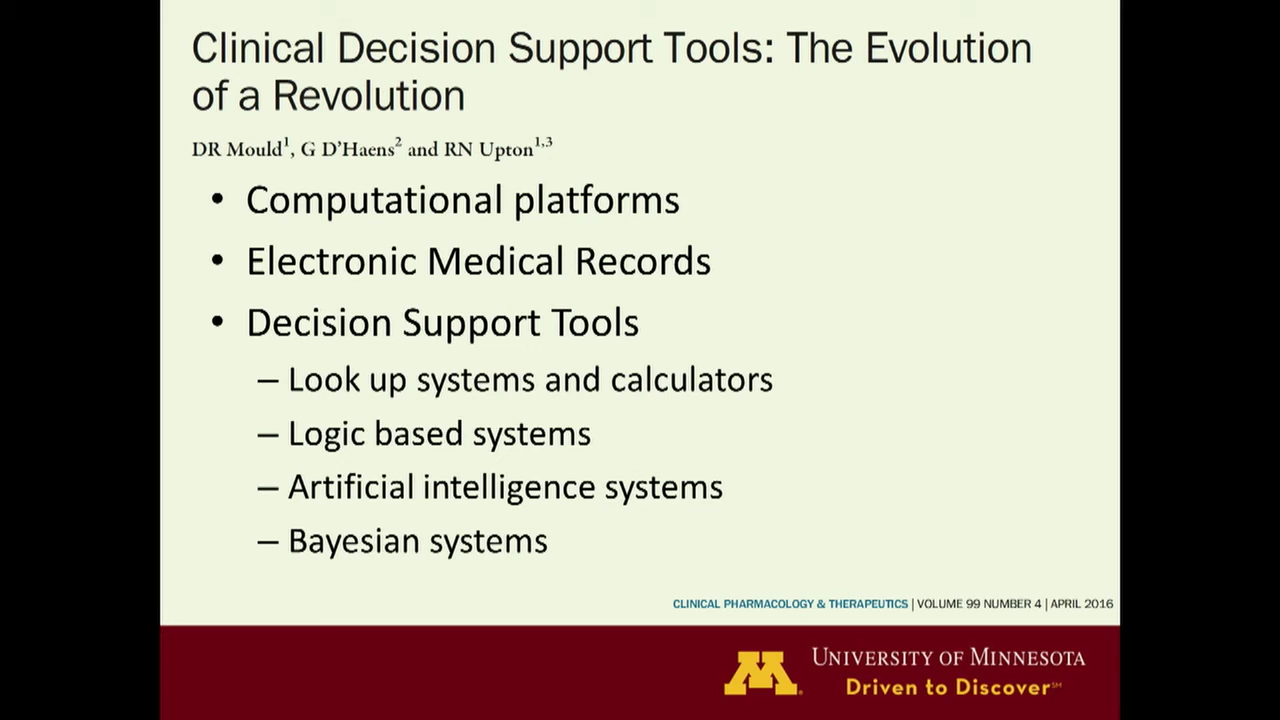 Clinical Decision Support Tools: The Evolution
of a Revolution
DR Mould¹, G D'Haens² and RN Upton¹,³
• Computational platforms
• Electronic Medical Records
• Decision Support Tools
– Look up systems and calculators
– Logic based systems
– Artificial intelligence systems
– Bayesian systems
CLINICAL PHARMACOLOGY & THERAPEUTICS | VOLUME 99 NUMBER 4 | APRIL 2016
M
UNIVERSITY OF MINNESOTA
Driven to Discover℠